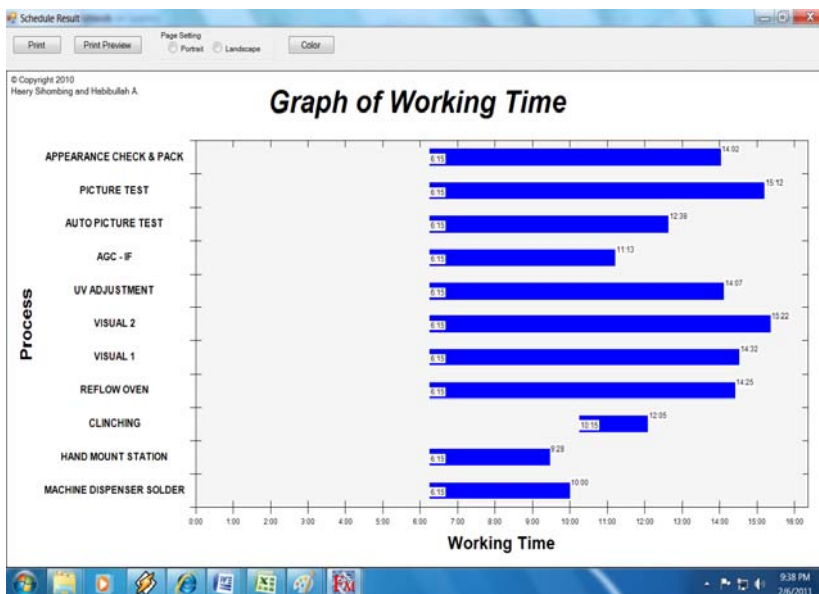 Schedule Result
Print
Print Preview
Page Setting
Portrait
Landscape
Color
© Copyright 2010
Haery Sihombing and Habibullah A
Graph of Working Time
APPEARANCE CHECK & PACK
6:15
14:02
PICTURE TEST
6:15
15:12
AUTO PICTURE TEST
6:15
12:38
AGC - IF
6:15
11:13
UV ADJUSTMENT
6:15
14:07
VISUAL 2
6:15
15:22
VISUAL 1
6:15
14:32
REFLOW OVEN
6:15
14:25
CLINCHING
10:15
12:05
HAND MOUNT STATION
6:15
9:28
MACHINE DISPENSER SOLDER
6:15
10:00
Process
0:00 1:00 2:00 3:00 4:00 5:00 6:00 7:00 8:00 9:00 10:00 11:00 12:00 13:00 14:00 15:00 16:00
Working Time
9:38 PM
2/6/2011